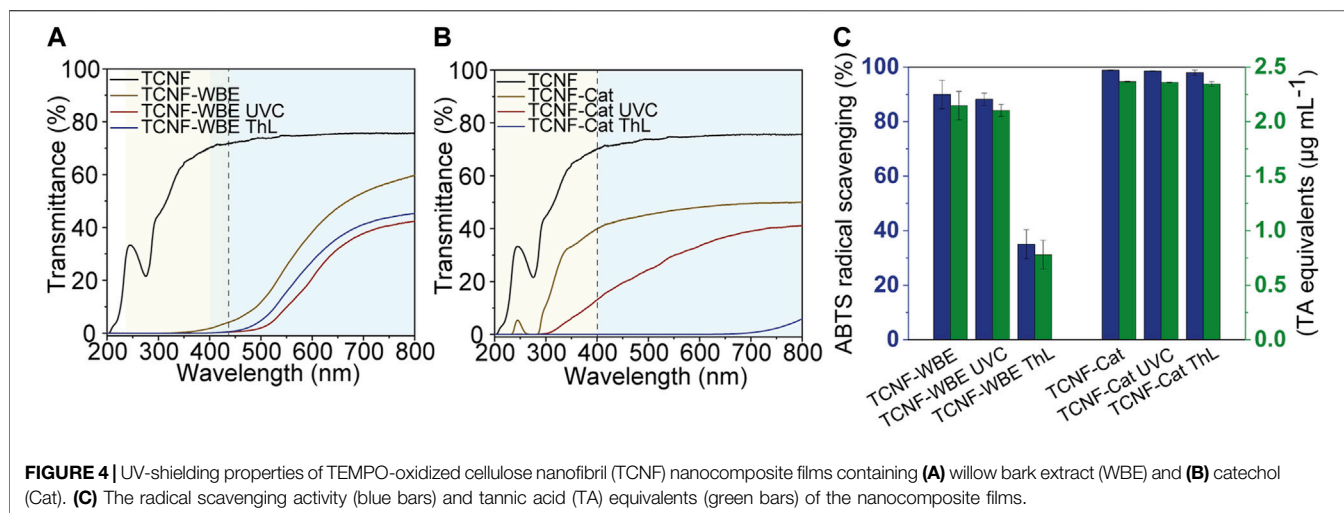 A
100
80
60
40
20
0
Transmittance (%)
TCNF
TCNF-WBE
TCNF-WBE UVC
TCNF-WBE ThL
200 300 400 500 600 700 800
Wavelength (nm)
B
100
80
60
40
20
0
Transmittance (%)
TCNF
TCNF-Cat
TCNF-Cat UVC
TCNF-Cat ThL
200 300 400 500 600 700 800
Wavelength (nm)
C
ABTS radical scavenging (%)
100
80
60
40
20
0
2.5
2.0
1.5
1.0
0.5
0.0
(TA equivalents (µg mL⁻¹)
TCNF-WBE
TCNF-WBE UVC
TCNF-WBE ThL
TCNF-Cat
TCNF-Cat UVC
TCNF-Cat ThL
FIGURE 4 | UV-shielding properties of TEMPO-oxidized cellulose nanofibril (TCNF) nanocomposite films containing (A) willow bark extract (WBE) and (B) catechol
(Cat). (C) The radical scavenging activity (blue bars) and tannic acid (TA) equivalents (green bars) of the nanocomposite films.